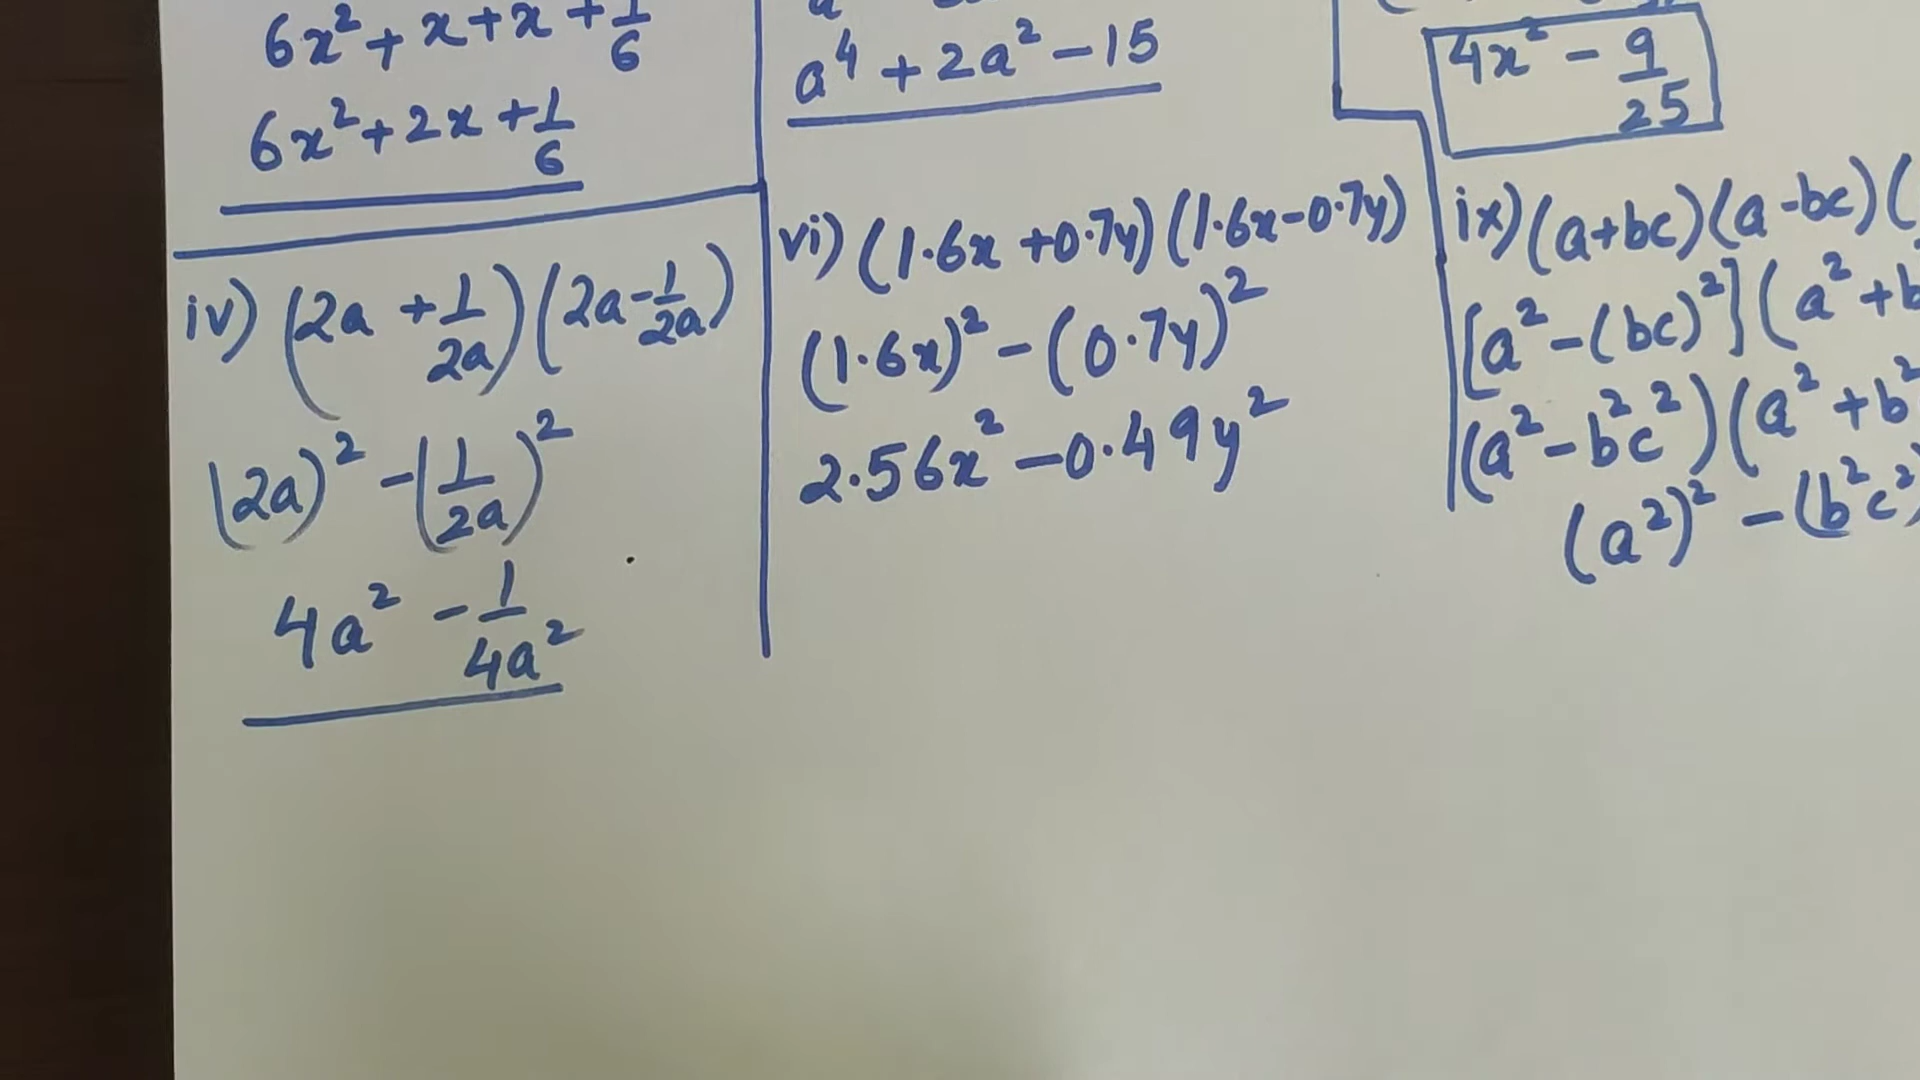 6x² + x + x + 1/6
6x² + 2x + 1/6
iv) (2a + 1/2a) (2a - 1/2a)
(2a)² - (1/2a)²
4a² - 1/4a²
a⁴ + 2a² - 15
vi) (1.6x + 0.7y) (1.6x - 0.7y)
(1.6x)² - (0.7y)²
2.56x² - 0.49y²
4x² - 9/25
ix) (a+bc) (a-bc) (
[a² - (bc)²] (a² + b
(a² - b²c²) (a² + b²
(a²)² - (b²c²)